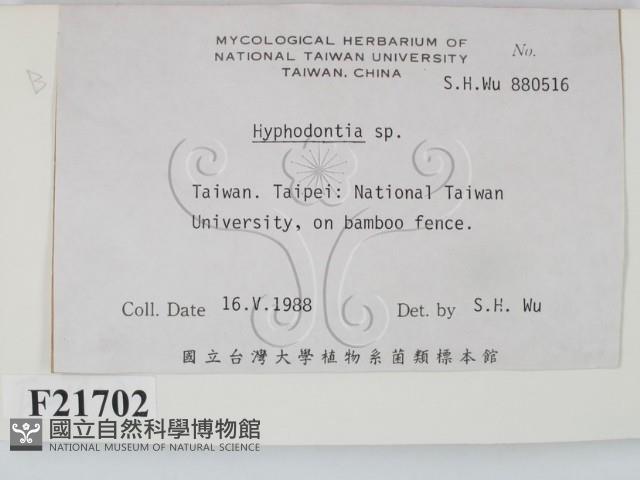 MYCOLOGICAL HERBARIUM OF
NATIONAL TAIWAN UNIVERSITY
TAIWAN. CHINA
No.
S.H.Wu 880516
B
Hyphodontia sp.
Taiwan. Taipei: National Taiwan
University, on bamboo fence.
Coll. Date 16.V.1988 Det. by S.H. Wu
國立台灣大學植物系菌類標本館
F21702
國立自然科學博物館
NATIONAL MUSEUM OF NATURAL SCIENCE